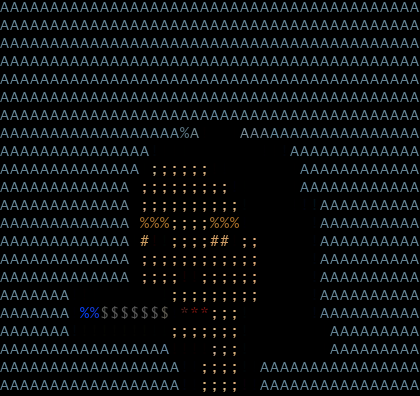 AAAAAAAAAAAAAAAAAAAAAAAAAAAAAAAAAAAAAAAAAA
AAAAAAAAAAAAAAAAAAAAAAAAAAAAAAAAAAAAAAAAAA
AAAAAAAAAAAAAAAAAAAAAAAAAAAAAAAAAAAAAAAAAA
AAAAAAAAAAAAAAAAAAAAAAAAAAAAAAAAAAAAAAAAAA
AAAAAAAAAAAAAAAAAAAAAAAAAAAAAAAAAAAAAAAAAA
AAAAAAAAAAAAAAAAAAAAAAAAAAAAAAAAAAAAAAAAAA
AAAAAAAAAAAAAAAAAAAAAAAAAAAAAAAAAAAAAAAAAA
AAAAAAAAAAAAAAAAAA%A    AAAAAAAAAAAAAAAAAA
AAAAAAAAAAAAAAA              AAAAAAAAAAAAA
AAAAAAAAAAAAAA ;;;;;;         AAAAAAAAAAAA
AAAAAAAAAAAAA ;;;;;;;;;       AAAAAAAAAAAA
AAAAAAAAAAAAA ;;;;;;;;;;        AAAAAAAAAA
AAAAAAAAAAAAA %%%;;;;%%%        AAAAAAAAAA
AAAAAAAAAAAAA #  ;;;;## ;;      AAAAAAAAAA
AAAAAAAAAAAAA ;;;;;;;;;;;;      AAAAAAAAAA
AAAAAAAAAAAAA ;;;;  ;;;;;;      AAAAAAAAAA
AAAAAAA          ;;;;;;;;;      AAAAAAAAAA
AAAAAAA %%$$$$$$$ ☆☆☆;;;        AAAAAAAAAA
AAAAAAA          ;;;;;;;         AAAAAAAAA
AAAAAAAAAAAAAAAAA    ;;;         AAAAAAAAA
AAAAAAAAAAAAAAAAAA  ;;;;  AAAAAAAAAAAAAAAA
AAAAAAAAAAAAAAAAAA  ;;;;  AAAAAAAAAAAAAAAA